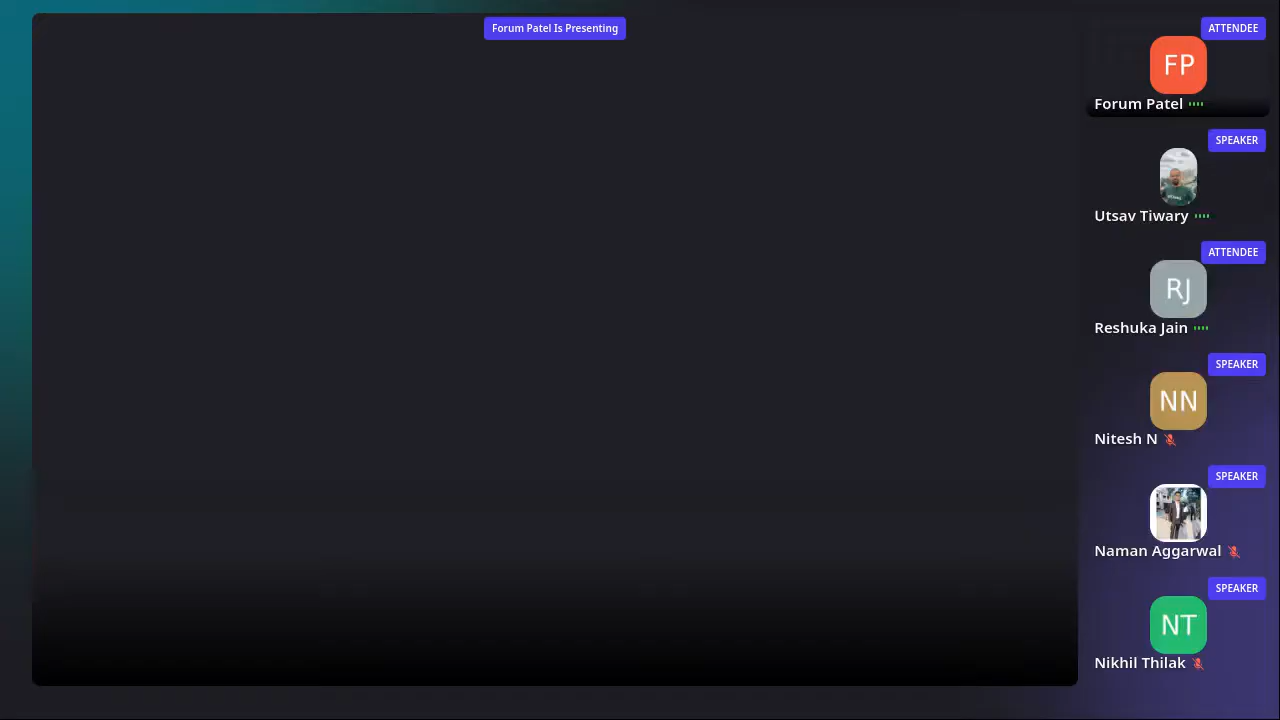 Forum Patel Is Presenting
ATTENDEE
FP
Forum Patel
SPEAKER
Utsav Tiwary
ATTENDEE
RJ
Reshuka Jain
SPEAKER
NN
Nitesh N
SPEAKER
Naman Aggarwal
SPEAKER
NT
Nikhil Thilak